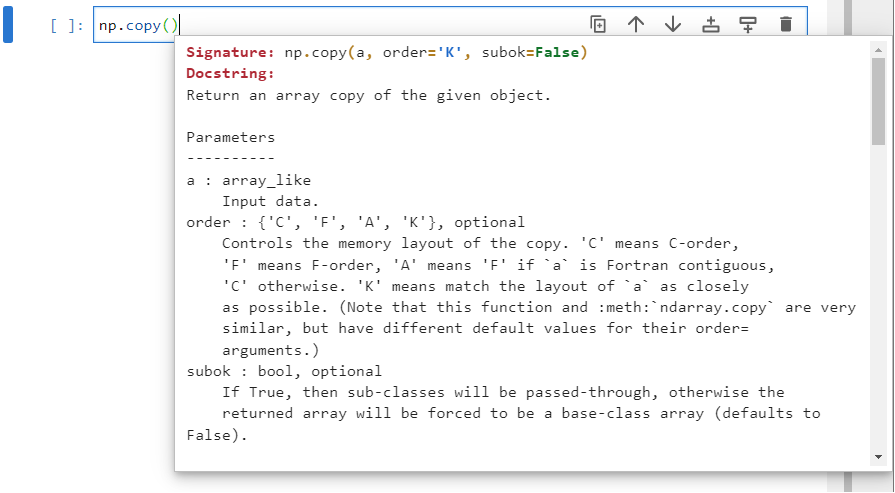 [ ]: np.copy()
Signature: np.copy(a, order='K', subok=False)
Docstring:
Return an array copy of the given object.
Parameters
----------
a : array_like
    Input data.
order : {'C', 'F', 'A', 'K'}, optional
    Controls the memory layout of the copy. 'C' means C-order,
    'F' means F-order, 'A' means 'F' if `a` is Fortran contiguous,
    'C' otherwise. 'K' means match the layout of `a` as closely
    as possible. (Note that this function and :meth:`ndarray.copy` are very
    similar, but have different default values for their order=
    arguments.)
subok : bool, optional
    If True, then sub-classes will be passed-through, otherwise the
    returned array will be forced to be a base-class array (defaults to
False).